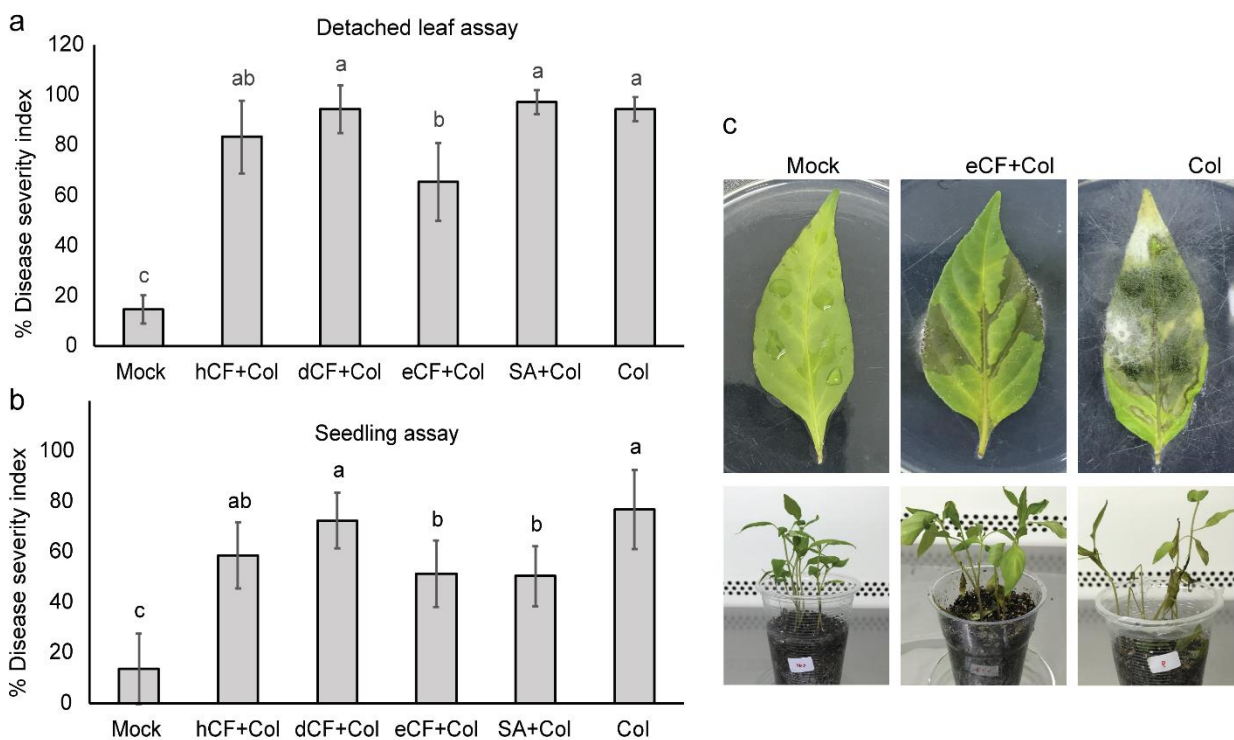 a
Detached leaf assay
% Disease severity index
120
100
80
60
40
20
0
c
ab
a
b
a
a
Mock
hCF+Col
dCF+Col
eCF+Col
SA+Col
Col
b
Seedling assay
% Disease severity index
100
80
60
40
20
0
c
ab
a
b
b
a
Mock
hCF+Col
dCF+Col
eCF+Col
SA+Col
Col
c
Mock
eCF+Col
Col